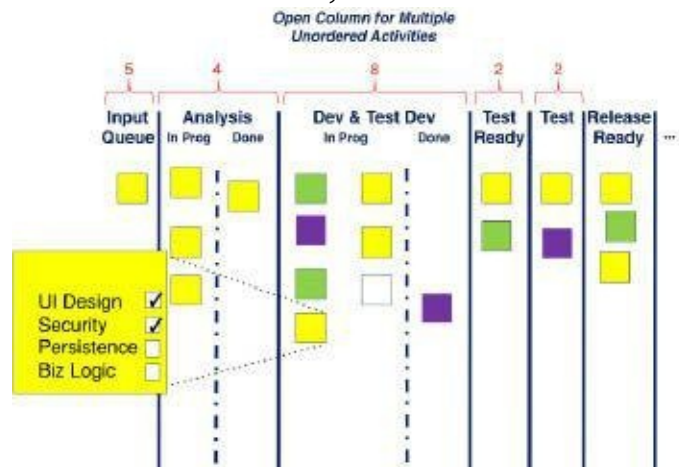 Open Column for Multiple
Unordered Activities
5 4 8 2 2
Input Queue
Analysis
In Prog Done
Dev & Test Dev
In Prog Done
Test Ready
Test
Release Ready
...
UI Design
Security
Persistence
Biz Logic